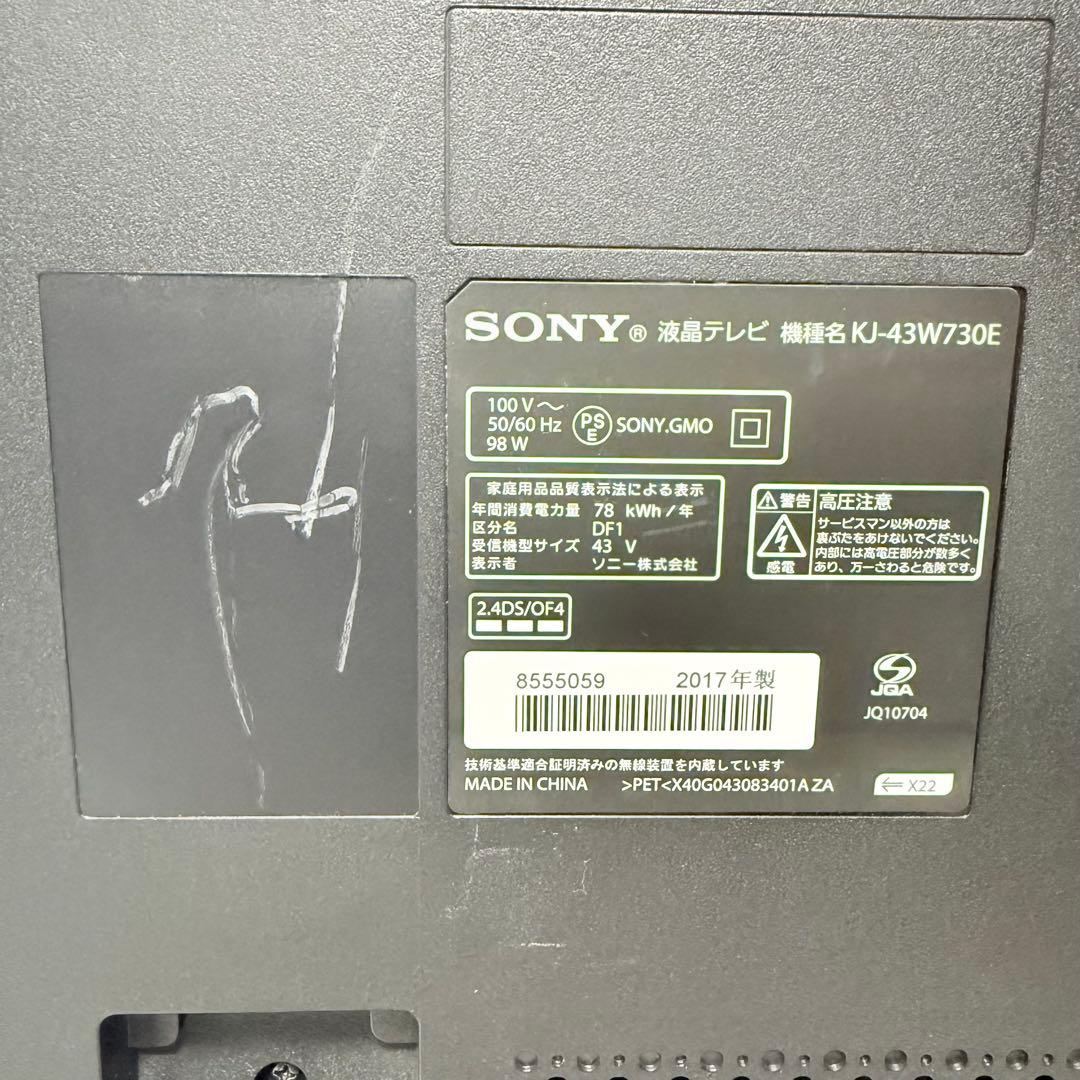 SONY® 液晶テレビ 機種名 KJ-43W730E
100 V～
50/60 Hz
98 W
PS
E
SONY.GMO
家庭用品品質表示法による表示
年間消費電力量 78 kWh/年
区分名 DF1
受信機型サイズ 43 V
表示者 ソニー株式会社
警告 高圧注意
サービスマン以外の方は
裏ぶたをあけないでください。
内部には高電圧部分が数多く
あり、万一さわると危険です。
感電
2.4DS/OF4
8555059 2017年製
JQA
JQ10704
技術基準適合証明済みの無線装置を内蔵しています
MADE IN CHINA >PET<X40G043083401A ZA
⇐ X22